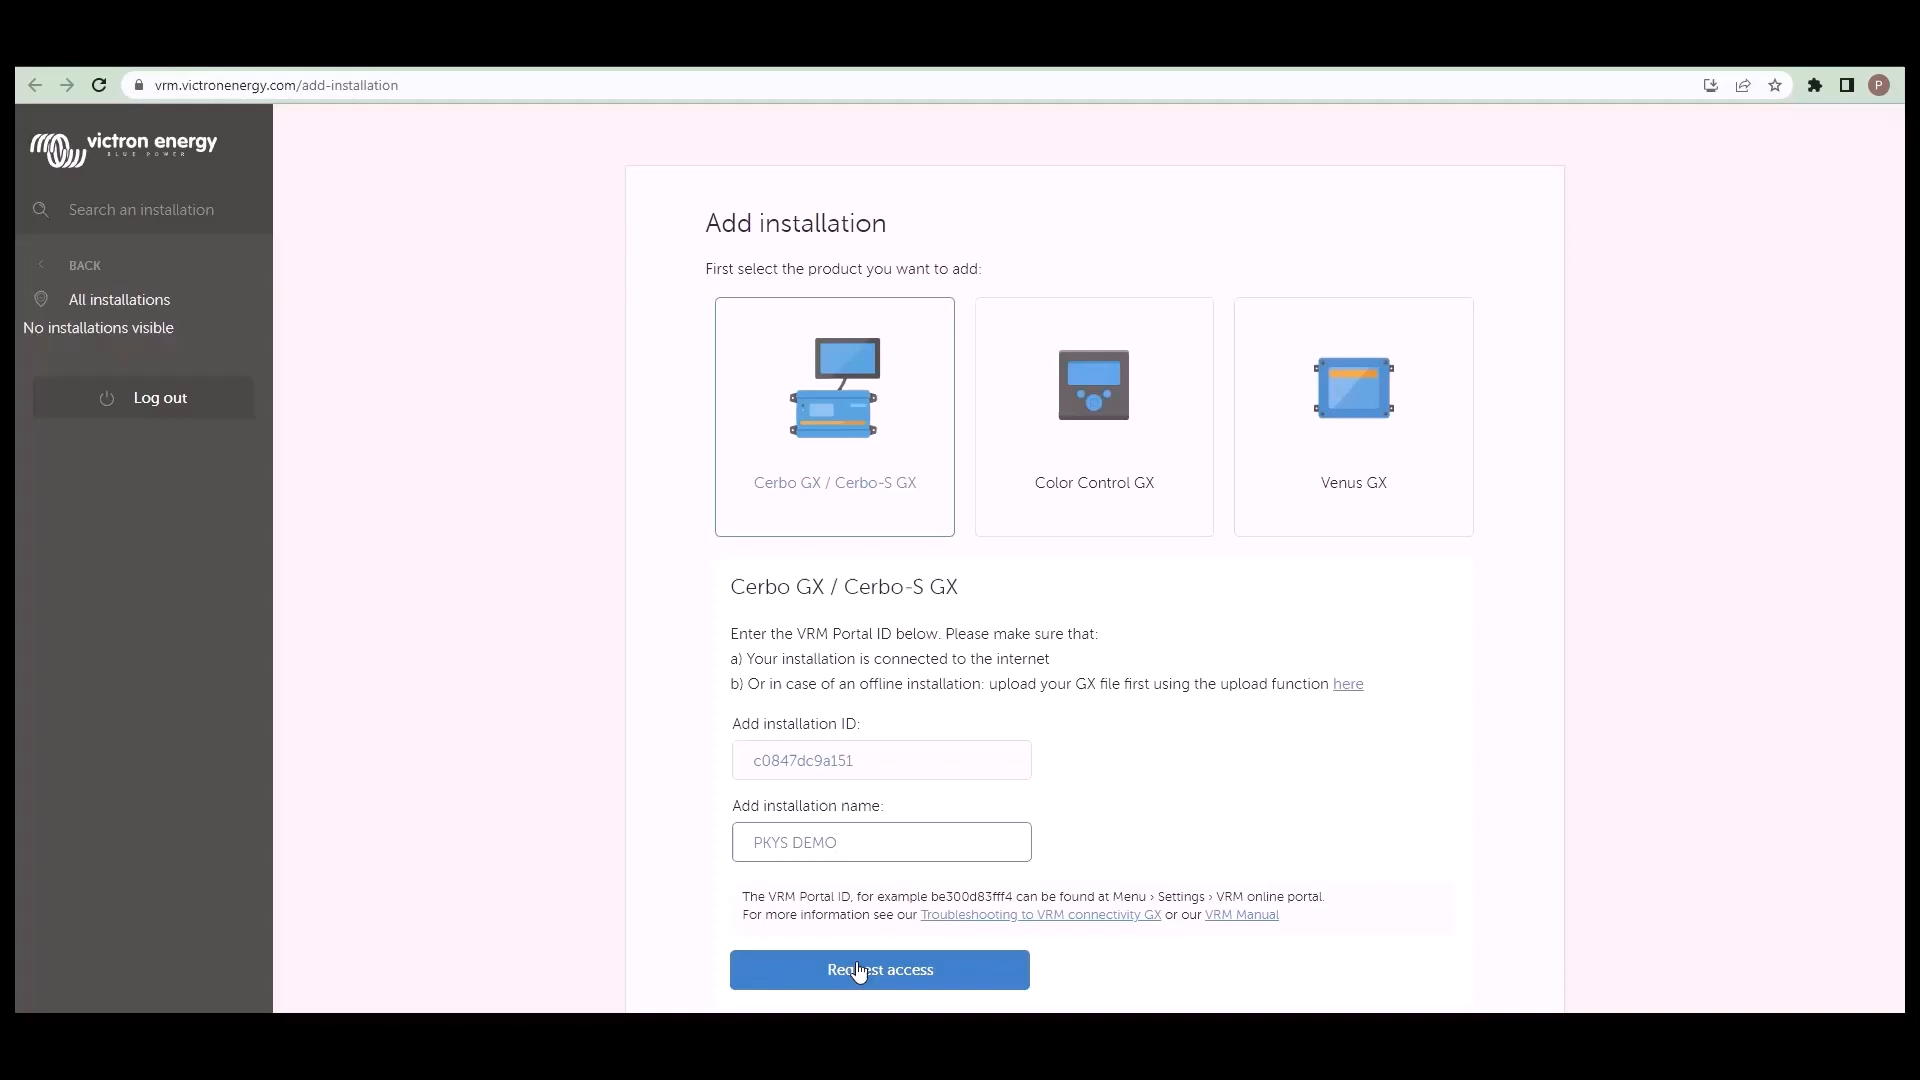 vrm.victronenergy.com/add-installation
P
victron energy
BLUE POWER
Search an installation
BACK
All installations
No installations visible
Log out
Add installation
First select the product you want to add:
Cerbo GX / Cerbo-S GX
Color Control GX
Venus GX
Cerbo GX / Cerbo-S GX
Enter the VRM Portal ID below. Please make sure that:
a) Your installation is connected to the internet
b) Or in case of an offline installation: upload your GX file first using the upload function here
Add installation ID:
c0847dc9a151
Add installation name:
PKYS DEMO
The VRM Portal ID, for example be300d83fff4 can be found at Menu › Settings › VRM online portal.
For more information see our Troubleshooting to VRM connectivity GX or our VRM Manual
Request access